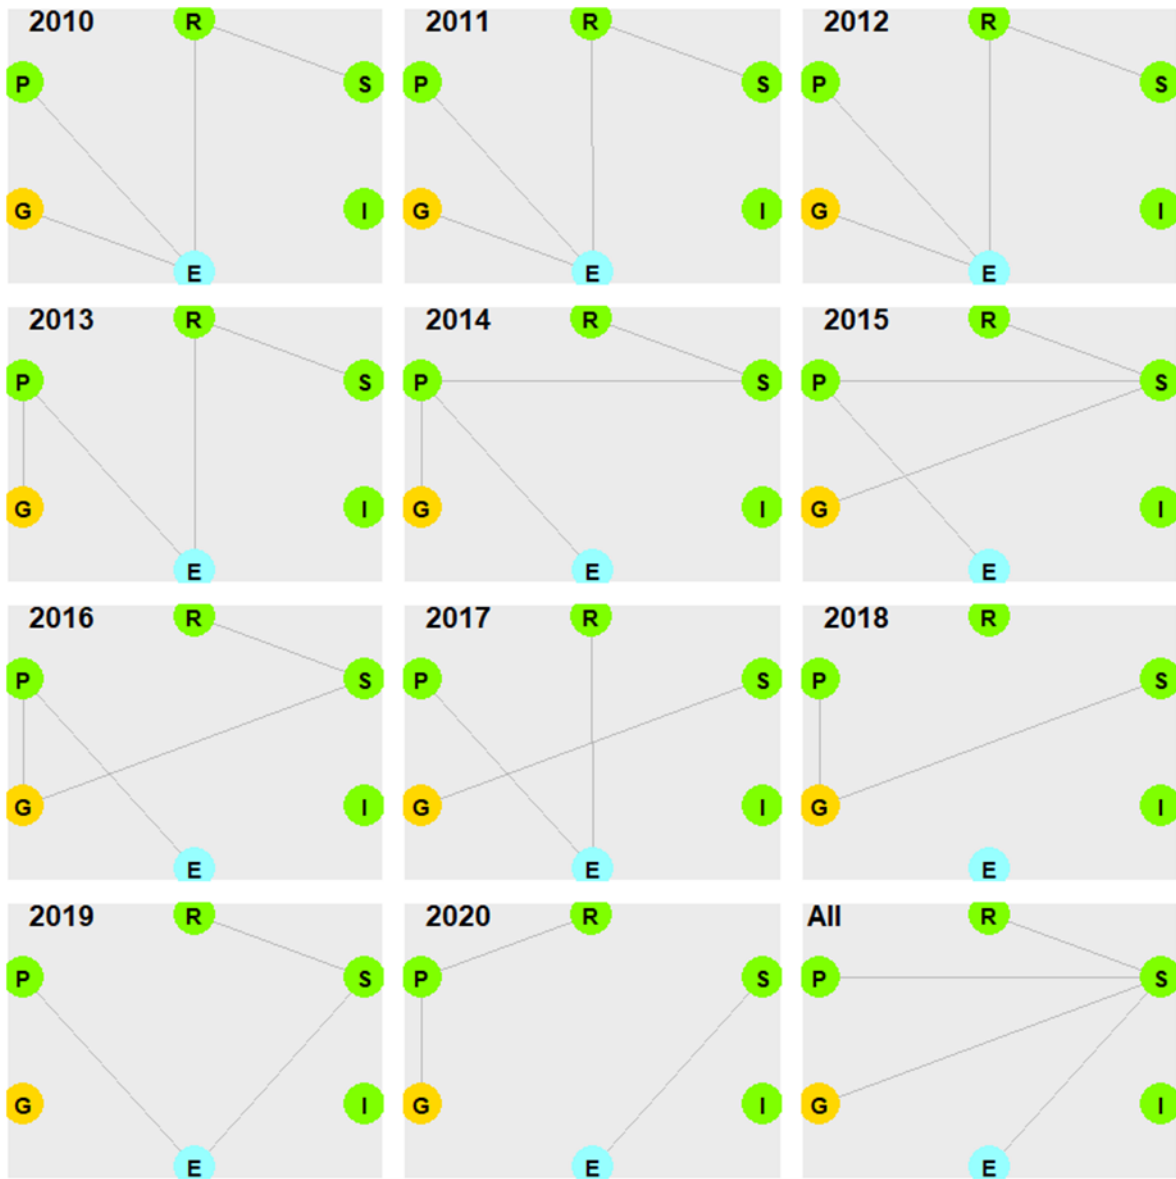 2010 R
P S
G I
E
2011 R
P S
G I
E
2012 R
P S
G I
E
2013 R
P S
G I
E
2014 R
P S
G I
E
2015 R
P S
G I
E
2016 R
P S
G I
E
2017 R
P S
G I
E
2018 R
P S
G I
E
2019 R
P S
G I
E
2020 R
P S
G I
E
All R
P S
G I
E